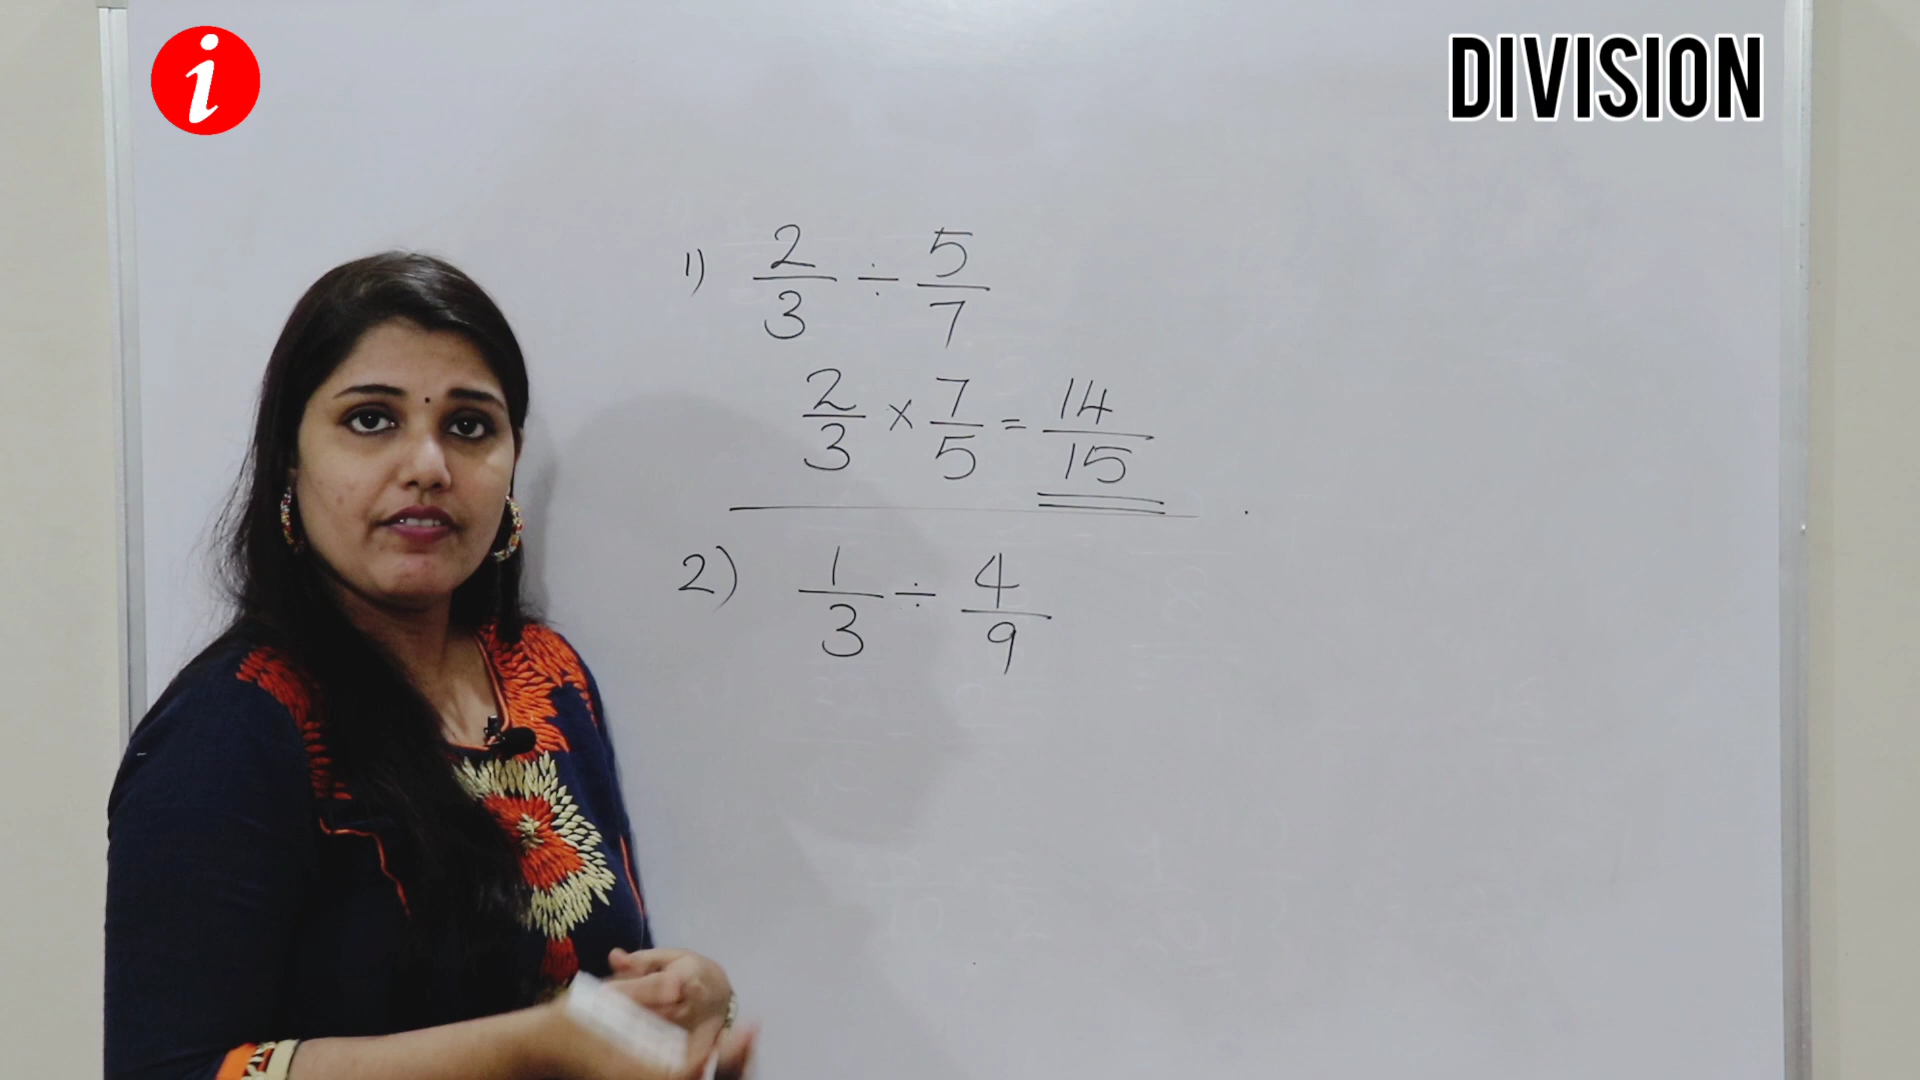 i
DIVISION
1) 2/3 ÷ 5/7
2/3 × 7/5 = 14/15
2) 1/3 ÷ 4/9